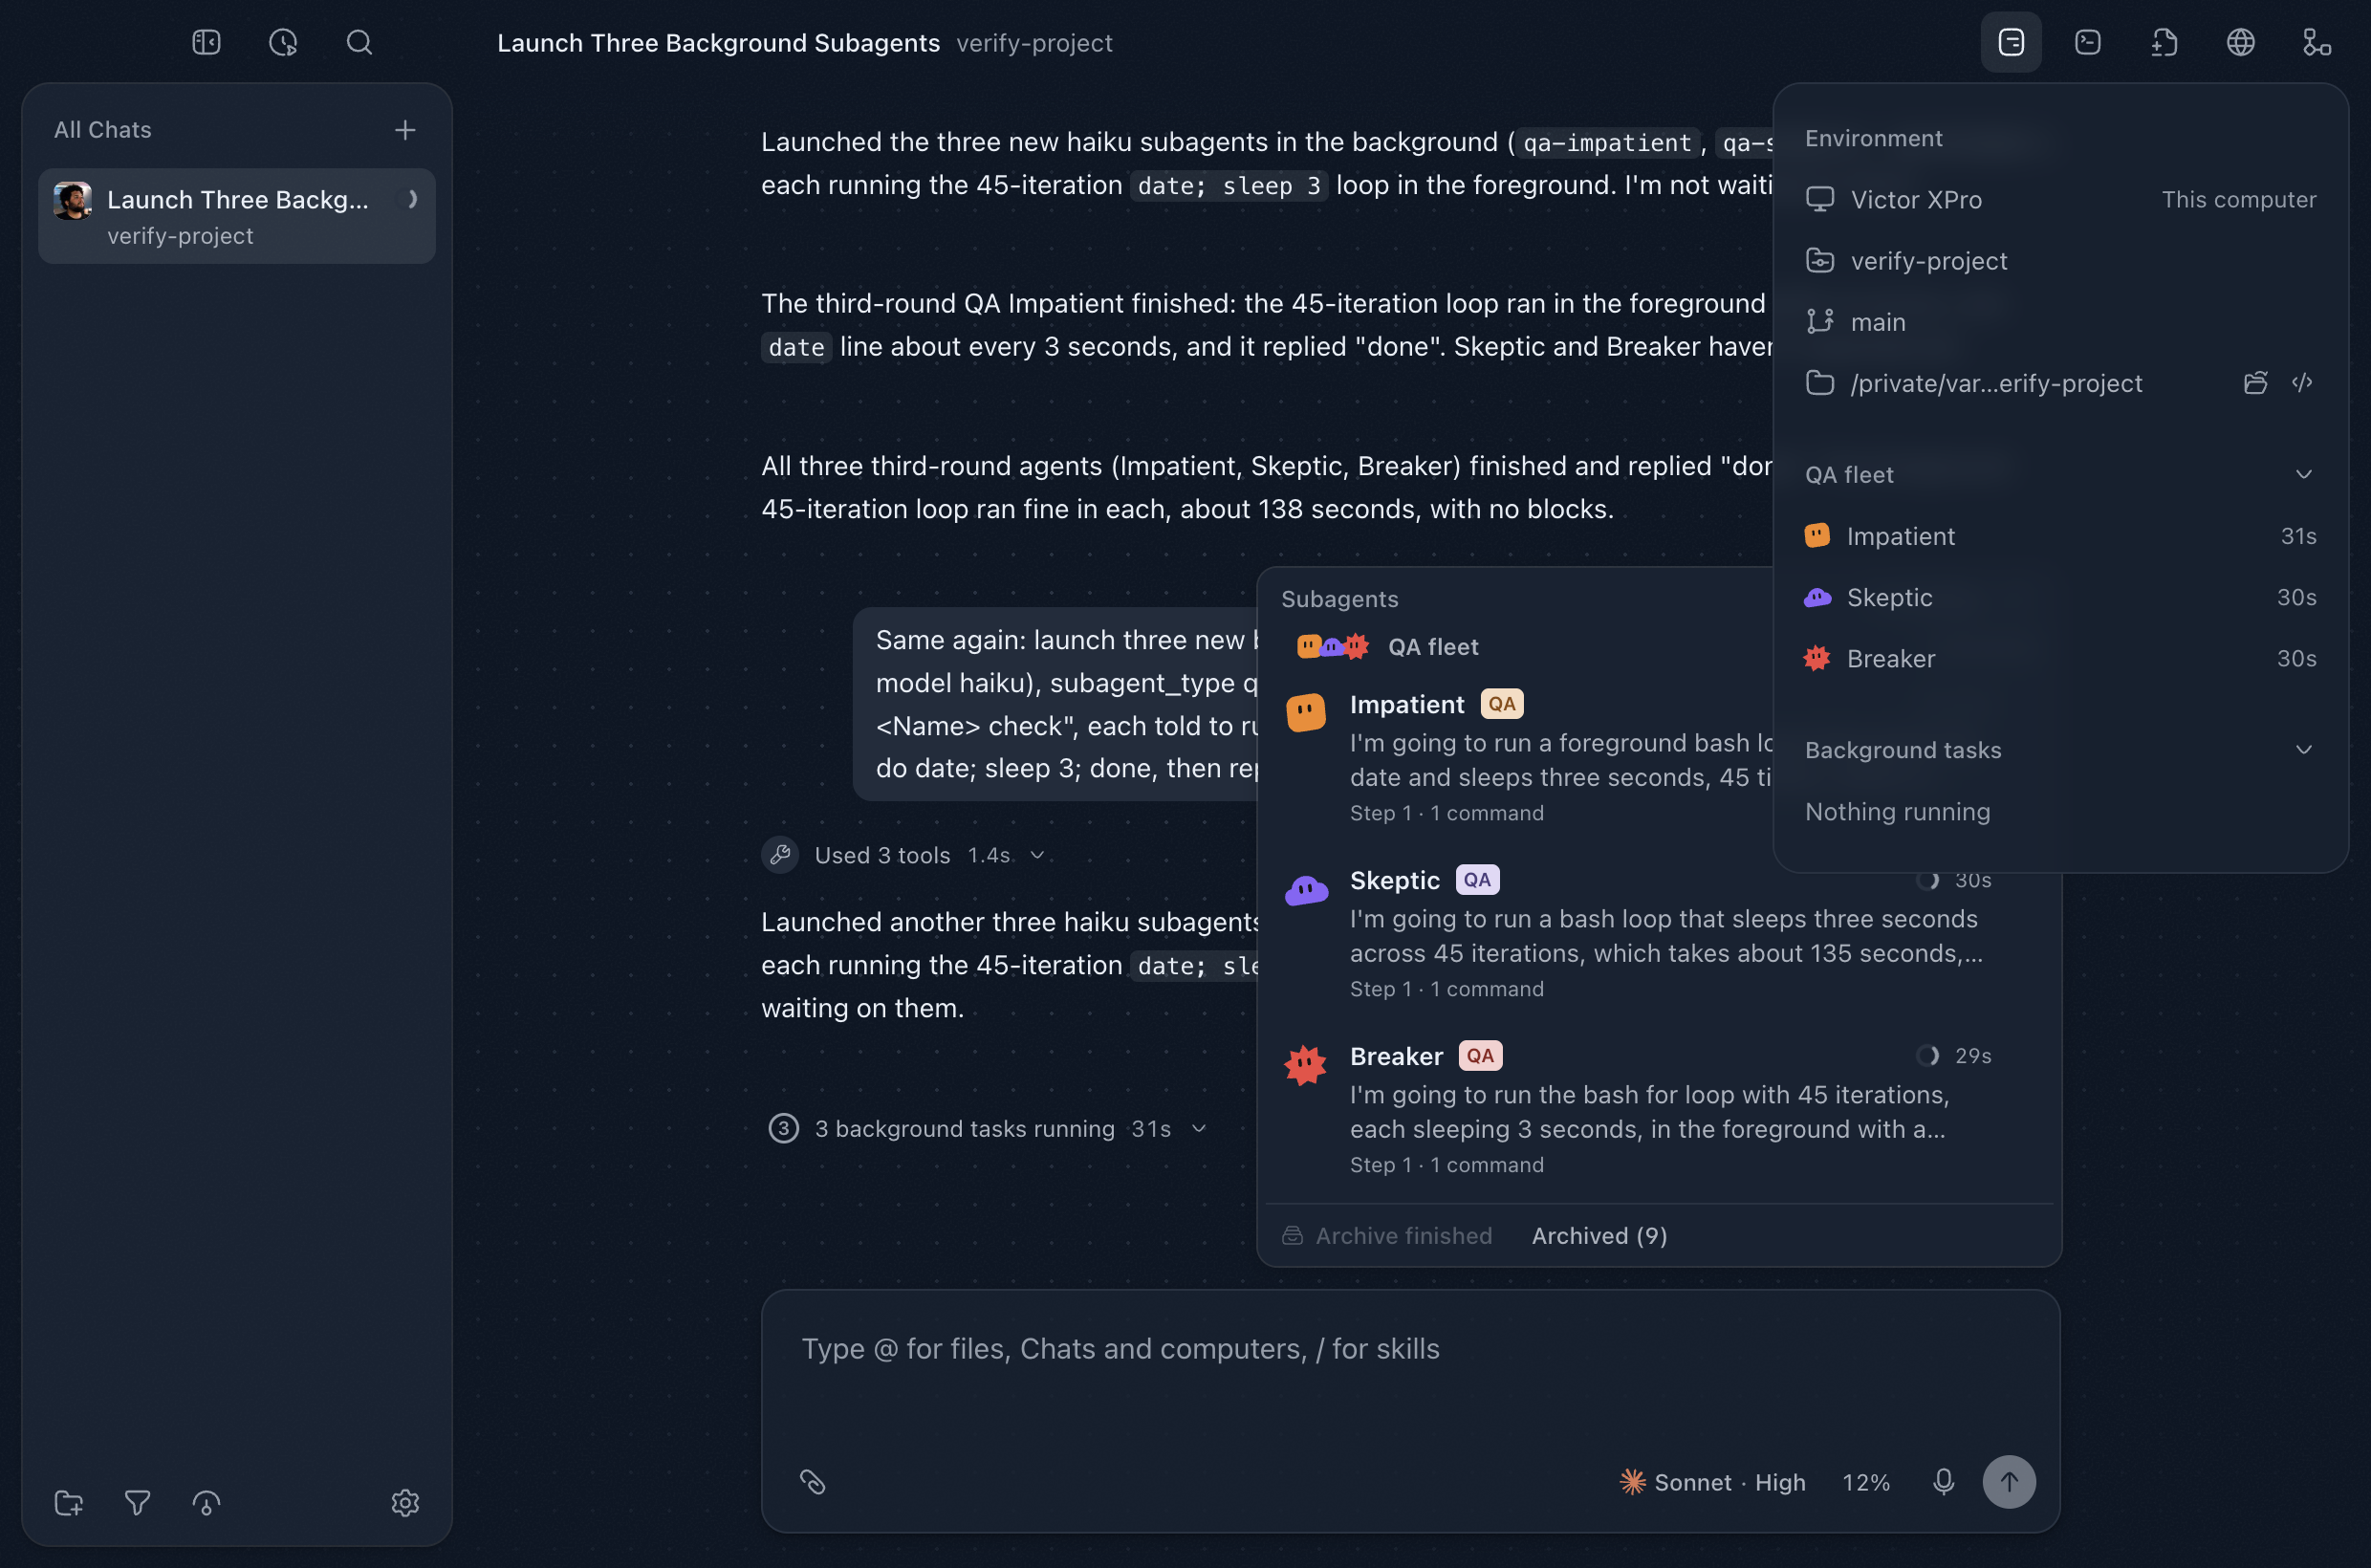 Launch Three Background Subagents verify-project
All Chats
Launch Three Backg...
verify-project
Launched the three new haiku subagents in the background (qa-impatient, qa-s
each running the 45-iteration date; sleep 3 loop in the foreground. I'm not waiti
The third-round QA Impatient finished: the 45-iteration loop ran in the foreground
date line about every 3 seconds, and it replied "done". Skeptic and Breaker haven
All three third-round agents (Impatient, Skeptic, Breaker) finished and replied "don
45-iteration loop ran fine in each, about 138 seconds, with no blocks.
Same again: launch three new b
model haiku), subagent_type q
<Name> check", each told to ru
do date; sleep 3; done, then rep
Used 3 tools 1.4s
Launched another three haiku subagents
each running the 45-iteration date; sle
waiting on them.
3 3 background tasks running 31s
Subagents
QA fleet
Impatient QA
I'm going to run a foreground bash lo
date and sleeps three seconds, 45 ti
Step 1 · 1 command
Skeptic QA 30s
I'm going to run a bash loop that sleeps three seconds
across 45 iterations, which takes about 135 seconds,...
Step 1 · 1 command
Breaker QA 29s
I'm going to run the bash for loop with 45 iterations,
each sleeping 3 seconds, in the foreground with a...
Step 1 · 1 command
Archive finished Archived (9)
Environment
Victor XPro This computer
verify-project
main
/private/var...erify-project
QA fleet
Impatient 31s
Skeptic 30s
Breaker 30s
Background tasks
Nothing running
Type @ for files, Chats and computers, / for skills
Sonnet · High 12%